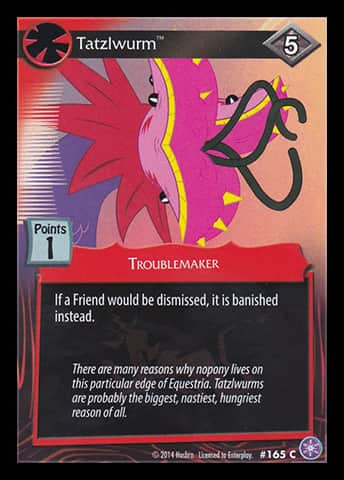 Tatzlwurm™
5
Points
1
TROUBLEMAKER
If a Friend would be dismissed, it is banished
instead.
There are many reasons why nopony lives on
this particular edge of Equestria. Tatzlwurms
are probably the biggest, nastiest, hungriest
reason of all.
© 2014 Hasbro. Licensed to Enterplay. #165 C